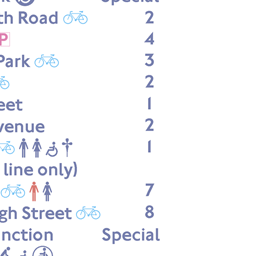 Special
th Road 2
P 4
Park 3
2
eet 1
venue 2
1
line only)
7
gh Street 8
nction Special